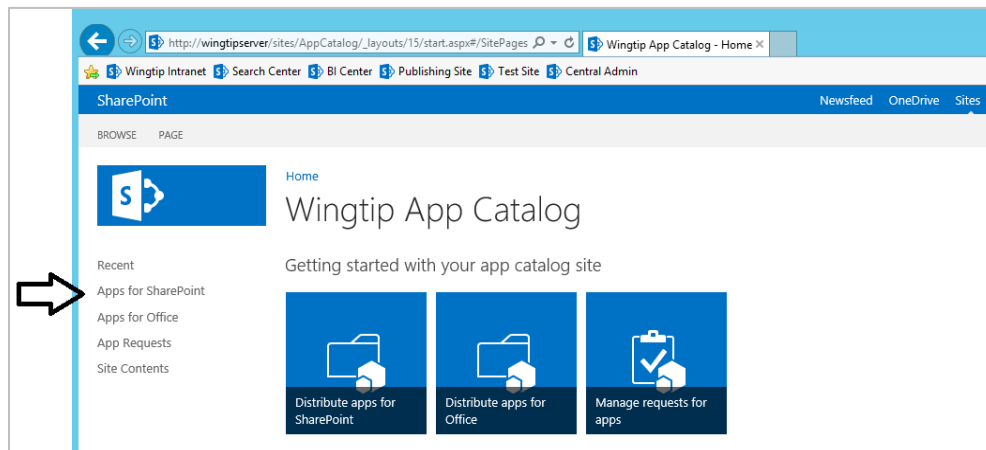 http://wingtipserver/sites/AppCatalog/_layouts/15/start.aspx#/SitePages
Wingtip App Catalog - Home
Wingtip Intranet Search Center BI Center Publishing Site Test Site Central Admin
SharePoint
Newsfeed OneDrive Sites
BROWSE PAGE
S
Home
Wingtip App Catalog
Recent
Getting started with your app catalog site
Apps for SharePoint
Apps for Office
App Requests
Site Contents
Distribute apps for
SharePoint
Distribute apps for
Office
Manage requests for
apps